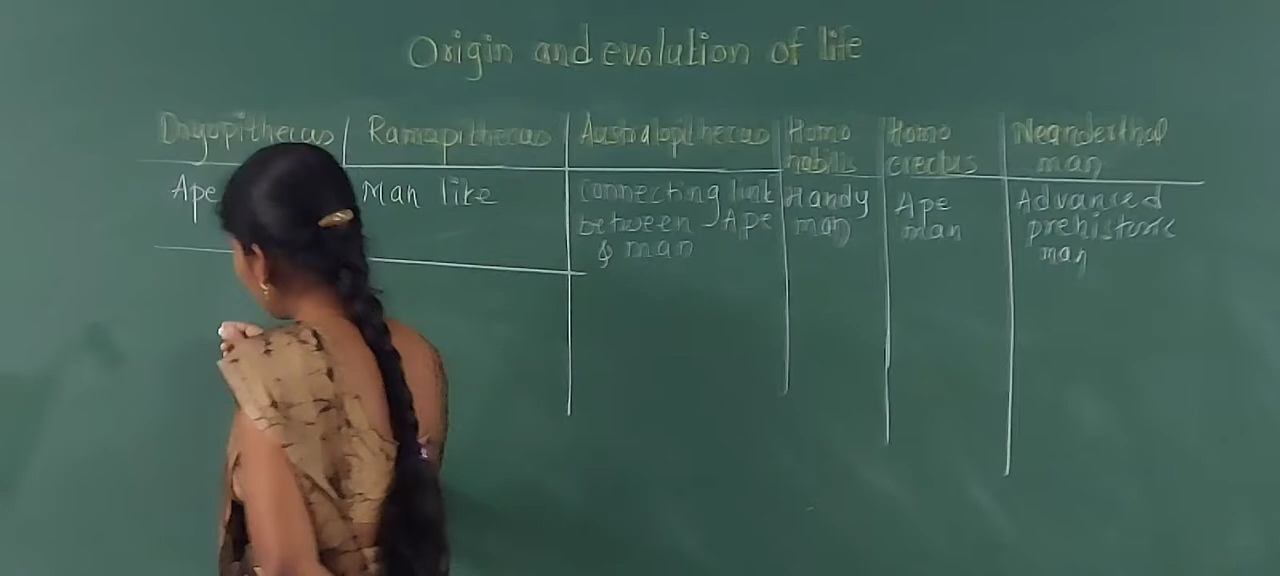 Origin and evolution of life
Dryopithecus Ramapithecus Australopithecus Homo habilis Homo erectus Neanderthal man
Ape
Man like
connecting link
between Ape
& man
Handy
man
Ape
man
Advanced
prehistoric
man